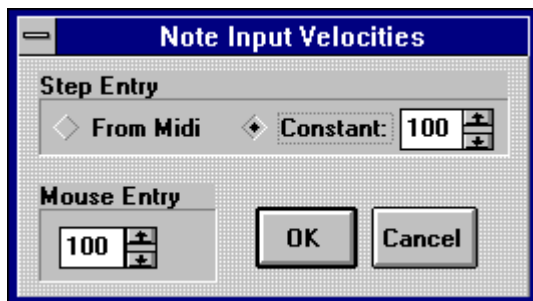 Note Input Velocities
Step Entry
From Midi Constant: 100
Mouse Entry
100 OK Cancel